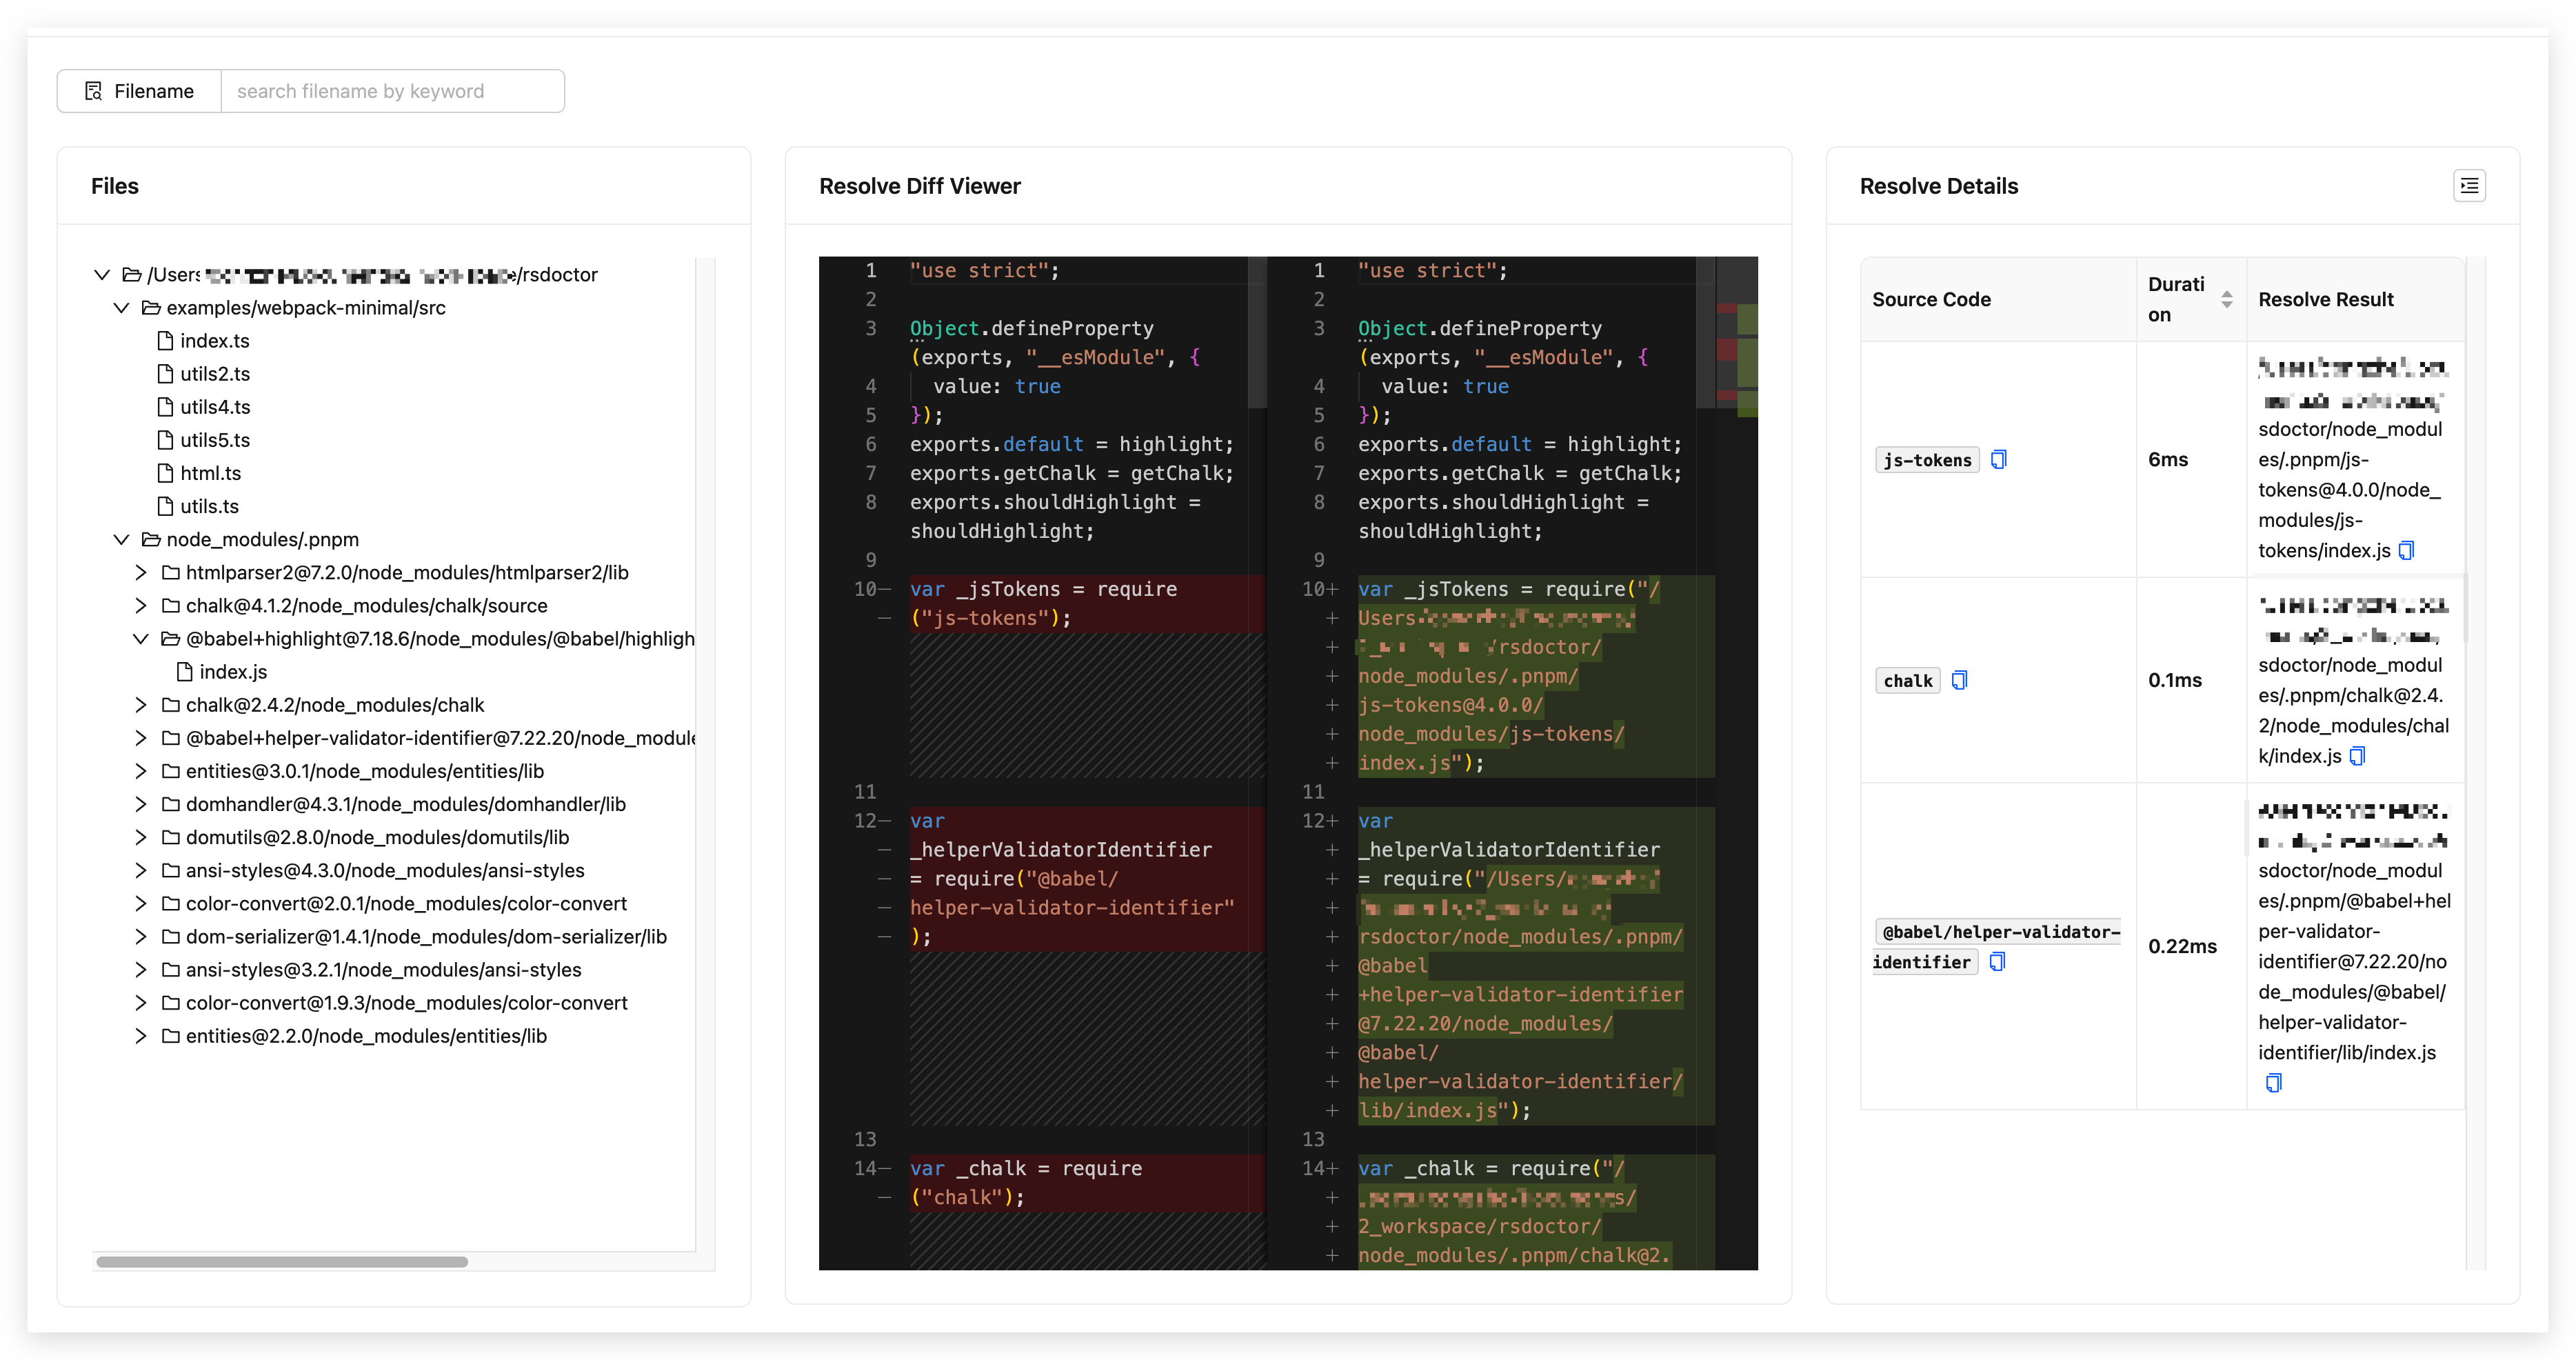 Filename
search filename by keyword
Files
/Users /rsdoctor
examples/webpack-minimal/src
index.ts
utils2.ts
utils4.ts
utils5.ts
html.ts
utils.ts
node_modules/.pnpm
htmlparser2@7.2.0/node_modules/htmlparser2/lib
chalk@4.1.2/node_modules/chalk/source
@babel+highlight@7.18.6/node_modules/@babel/highligh
index.js
chalk@2.4.2/node_modules/chalk
@babel+helper-validator-identifier@7.22.20/node_module
entities@3.0.1/node_modules/entities/lib
domhandler@4.3.1/node_modules/domhandler/lib
domutils@2.8.0/node_modules/domutils/lib
ansi-styles@4.3.0/node_modules/ansi-styles
color-convert@2.0.1/node_modules/color-convert
dom-serializer@1.4.1/node_modules/dom-serializer/lib
ansi-styles@3.2.1/node_modules/ansi-styles
color-convert@1.9.3/node_modules/color-convert
entities@2.2.0/node_modules/entities/lib
Resolve Diff Viewer
1 "use strict";
2
3 Object.defineProperty
(exports, "__esModule", {
4 value: true
5 });
6 exports.default = highlight;
7 exports.getChalk = getChalk;
8 exports.shouldHighlight =
shouldHighlight;
9
10— var _jsTokens = require
— ("js-tokens");
11
12— var
— _helperValidatorIdentifier
— = require("@babel/
— helper-validator-identifier"
— );
13
14— var _chalk = require
— ("chalk");
1 "use strict";
2
3 Object.defineProperty
(exports, "__esModule", {
4 value: true
5 });
6 exports.default = highlight;
7 exports.getChalk = getChalk;
8 exports.shouldHighlight =
shouldHighlight;
9
10+ var _jsTokens = require("/
+ Users
+ /rsdoctor/
+ node_modules/.pnpm/
+ js-tokens@4.0.0/
+ node_modules/js-tokens/
+ index.js");
11
12+ var
+ _helperValidatorIdentifier
+ = require("/Users/
+
+ rsdoctor/node_modules/.pnpm/
+ @babel
+ +helper-validator-identifier
+ @7.22.20/node_modules/
+ @babel/
+ helper-validator-identifier/
+ lib/index.js");
13
14+ var _chalk = require("/
+ s/
+ 2_workspace/rsdoctor/
+ node_modules/.pnpm/chalk@2.
Resolve Details
Source Code
Durati
on
Resolve Result
js-tokens
6ms
sdoctor/node_modul
es/.pnpm/js-
tokens@4.0.0/node_
modules/js-
tokens/index.js
chalk
0.1ms
sdoctor/node_modul
es/.pnpm/chalk@2.4.
2/node_modules/chal
k/index.js
@babel/helper-validator-
identifier
0.22ms
sdoctor/node_modul
es/.pnpm/@babel+hel
per-validator-
identifier@7.22.20/no
de_modules/@babel/
helper-validator-
identifier/lib/index.js